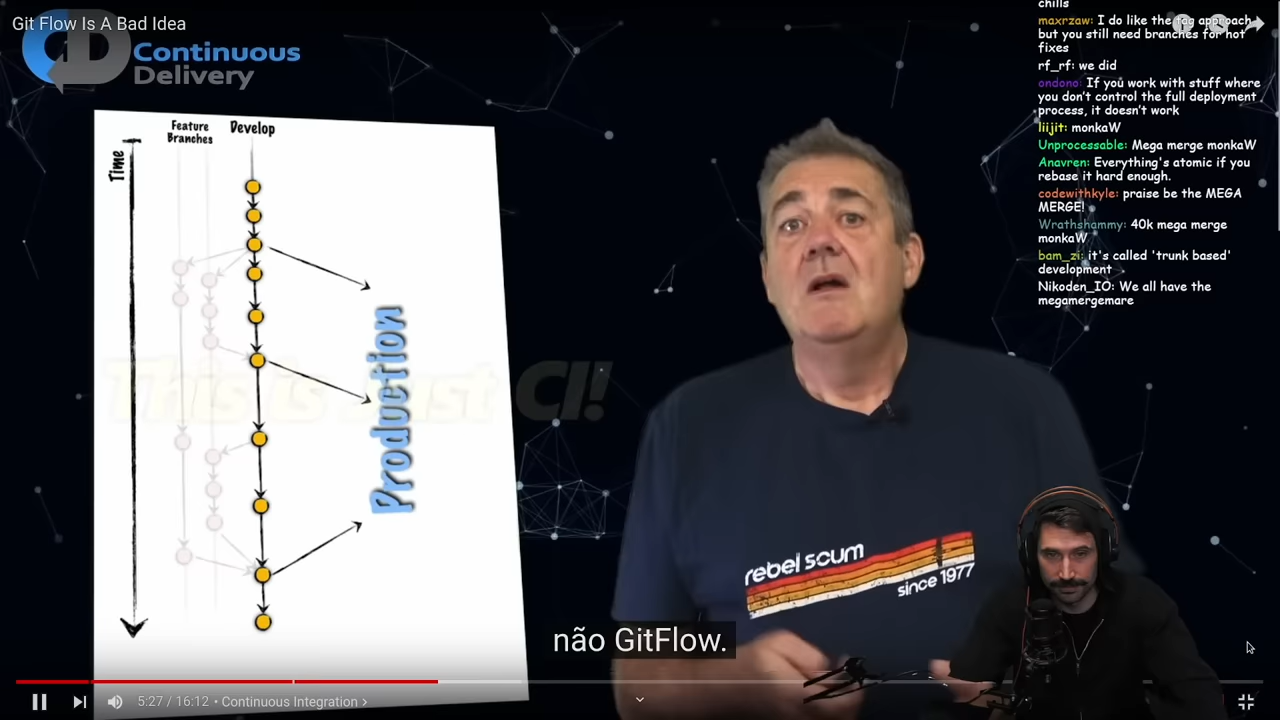 Git Flow Is A Bad Idea
Continuous
Delivery
Feature
Branches
Develop
Time
Production
This is Just CI!
rebel scum
since 1977
não GitFlow.
5:27 / 16:12 • Continuous Integration >
chills
maxrzaw: I do like the tag approach
but you still need branches for hot
fixes
rf_rf: we did
ondono: If you work with stuff where
you don't control the full deployment
process, it doesn't work
liijit: monkaW
Unprocessable: Mega merge monkaW
Anavren: Everything's atomic if you
rebase it hard enough.
codewithkyle: praise be the MEGA
MERGE!
Wrathshammy: 40k mega merge
monkaW
bam_zi: it's called 'trunk based'
development
Nikoden_IO: We all have the
megamergemare